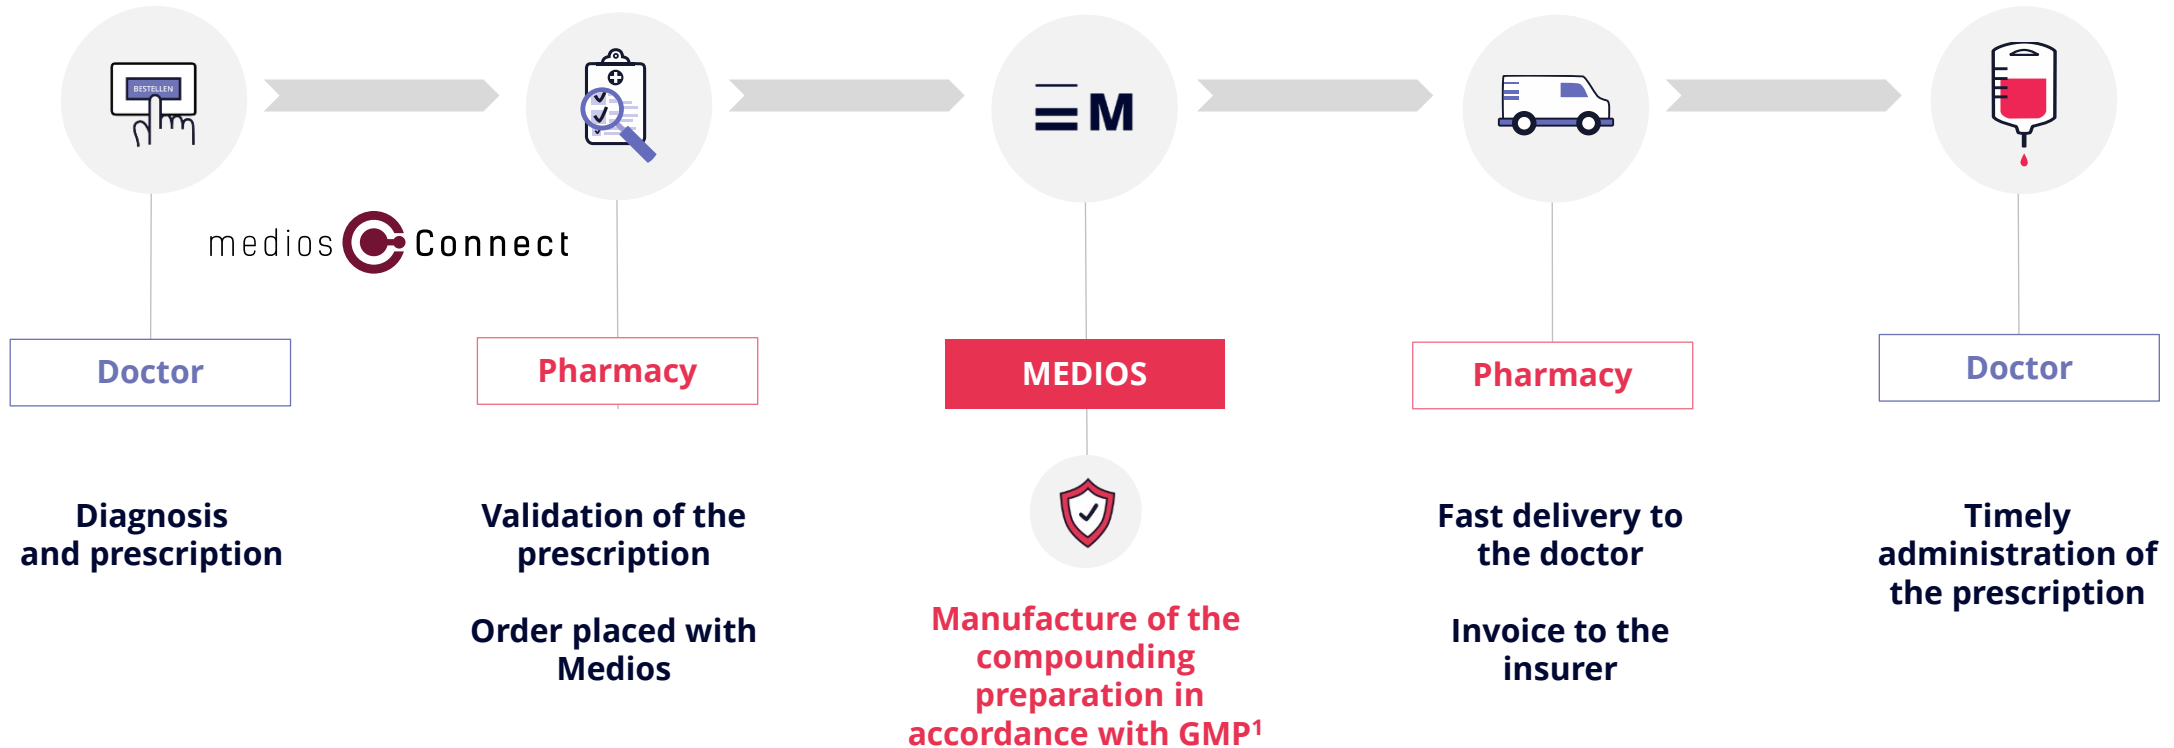 BESTELLEN
M
medios Connect
Doctor
Pharmacy
MEDIOS
Pharmacy
Doctor
Diagnosis
and prescription
Validation of the
prescription
Order placed with
Medios
Manufacture of the
compounding
preparation in
accordance with GMP¹
Fast delivery to
the doctor
Invoice to the
insurer
Timely
administration of
the prescription